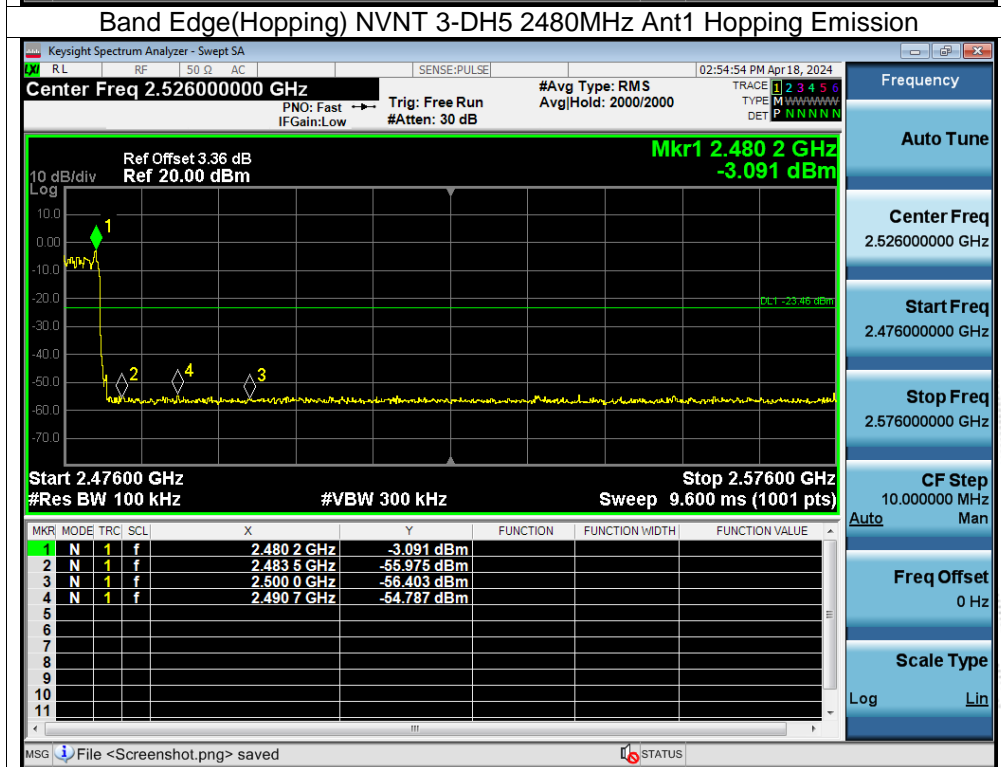 Band Edge(Hopping) NVNT 3-DH5 2480MHz Ant1 Hopping Emission
Keysight Spectrum Analyzer - Swept SA
LXI RL RF 50 Ω AC SENSE:PULSE 02:54:54 PM Apr 18, 2024
Center Freq 2.526000000 GHz #Avg Type: RMS TRACE 1 2 3 4 5 6
PNO: Fast Trig: Free Run Avg|Hold: 2000/2000 TYPE M WWWWW
IFGain:Low #Atten: 30 dB DET P N N N N N
Frequency
Auto Tune
Center Freq
2.526000000 GHz
Start Freq
2.476000000 GHz
Stop Freq
2.576000000 GHz
CF Step
10.000000 MHz
Auto Man
Freq Offset
0 Hz
Scale Type
Log Lin
Ref Offset 3.36 dB Mkr1 2.480 2 GHz
10 dB/div Ref 20.00 dBm -3.091 dBm
Log
10.0
1
0.00
-10.0
-20.0
DL1 -23.46 dBm
-30.0
-40.0
2 4 3
-50.0
-60.0
-70.0
Start 2.47600 GHz Stop 2.57600 GHz
#Res BW 100 kHz #VBW 300 kHz Sweep 9.600 ms (1001 pts)
MKR MODE TRC SCL X Y FUNCTION FUNCTION WIDTH FUNCTION VALUE
1 N 1 f 2.480 2 GHz -3.091 dBm
2 N 1 f 2.483 5 GHz -55.975 dBm
3 N 1 f 2.500 0 GHz -56.403 dBm
4 N 1 f 2.490 7 GHz -54.787 dBm
5
6
7
8
9
10
11
MSG File <Screenshot.png> saved STATUS